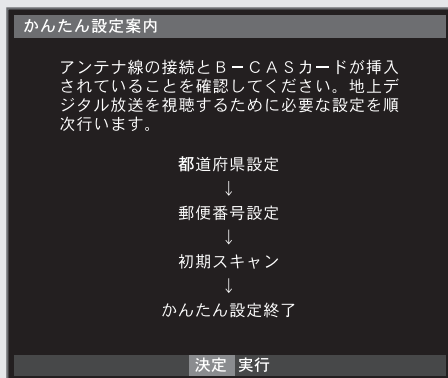 かんたん設定案内
アンテナ線の接続とB－CASカードが挿入
されていることを確認してください。地上デ
ジタル放送を視聴するために必要な設定を順
次行います。
都道府県設定
↓
郵便番号設定
↓
初期スキャン
↓
かんたん設定終了
決定 実行